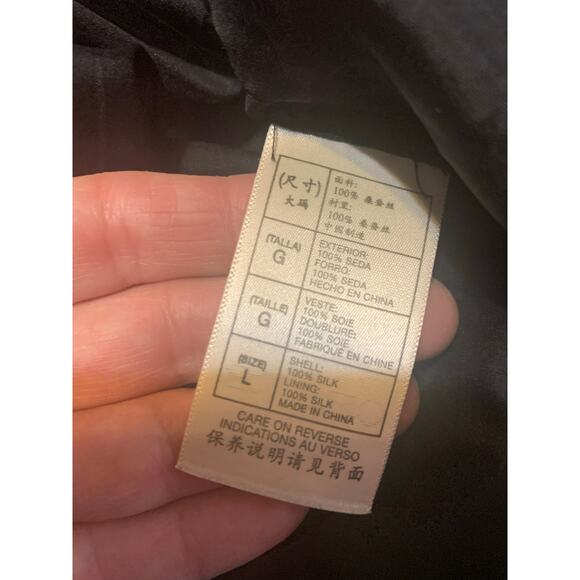 (尺寸)
大码
面料:
100% 桑蚕丝
衬里:
100% 桑蚕丝
中国制造
(TALLA)
G
EXTERIOR:
100% SEDA
FORRO:
100% SEDA
HECHO EN CHINA
(TAILLE)
G
VESTE:
100% SOIE
DOUBLURE:
100% SOIE
FABRIQUE EN CHINE
(SIZE)
L
SHELL:
100% SILK
LINING:
100% SILK
MADE IN CHINA
CARE ON REVERSE
INDICATIONS AU VERSO
保养说明请见背面